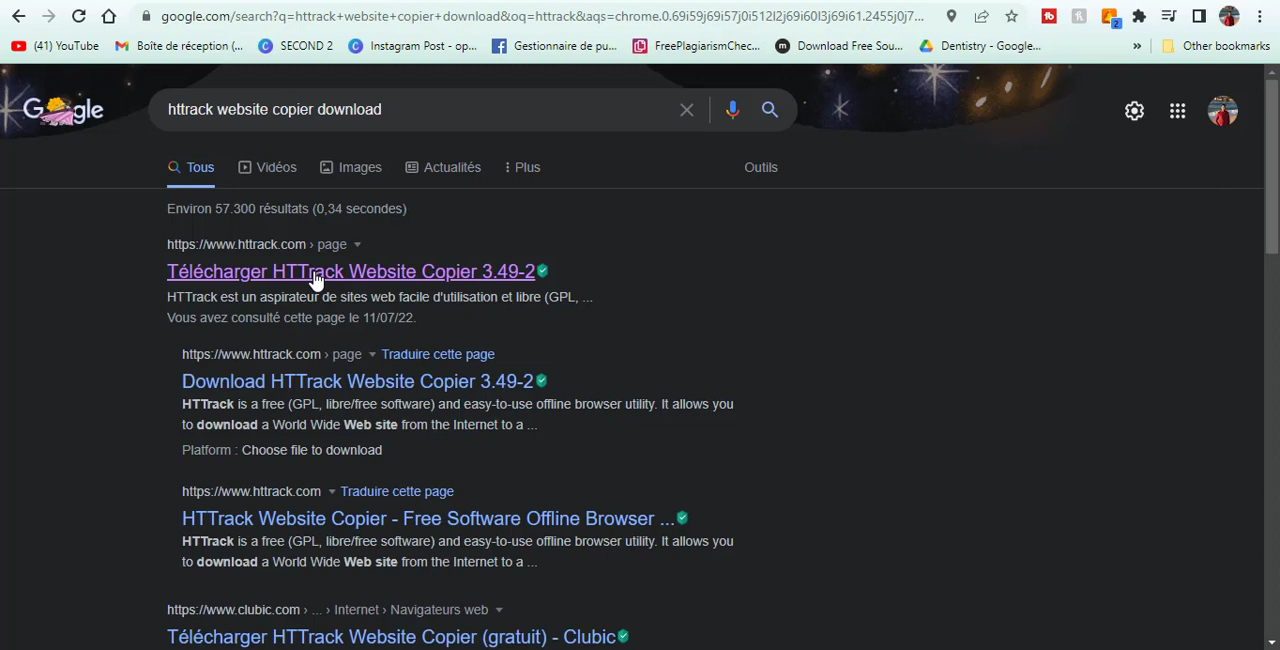 google.com/search?q=httrack+website+copier+download&oq=httrack&aqs=chrome.0.69i59j69i57j0i512l2j69i60l3j69i61.2455j0j7...
2
(41) YouTube Boîte de réception (... SECOND 2 Instagram Post - op... Gestionnaire de pu... FreePlagiarismChec... Download Free Sou... Dentistry - Google... » Other bookmarks
Google
httrack website copier download
Tous Vidéos Images Actualités Plus Outils
Environ 57.300 résultats (0,34 secondes)
https://www.httrack.com › page
Télécharger HTTrack Website Copier 3.49-2
HTTrack est un aspirateur de sites web facile d'utilisation et libre (GPL, ...
Vous avez consulté cette page le 11/07/22.
https://www.httrack.com › page Traduire cette page
Download HTTrack Website Copier 3.49-2
HTTrack is a free (GPL, libre/free software) and easy-to-use offline browser utility. It allows you
to download a World Wide Web site from the Internet to a ...
Platform : Choose file to download
https://www.httrack.com Traduire cette page
HTTrack Website Copier - Free Software Offline Browser ...
HTTrack is a free (GPL, libre/free software) and easy-to-use offline browser utility. It allows you
to download a World Wide Web site from the Internet to a ...
https://www.clubic.com › ... › Internet › Navigateurs web
Télécharger HTTrack Website Copier (gratuit) - Clubic